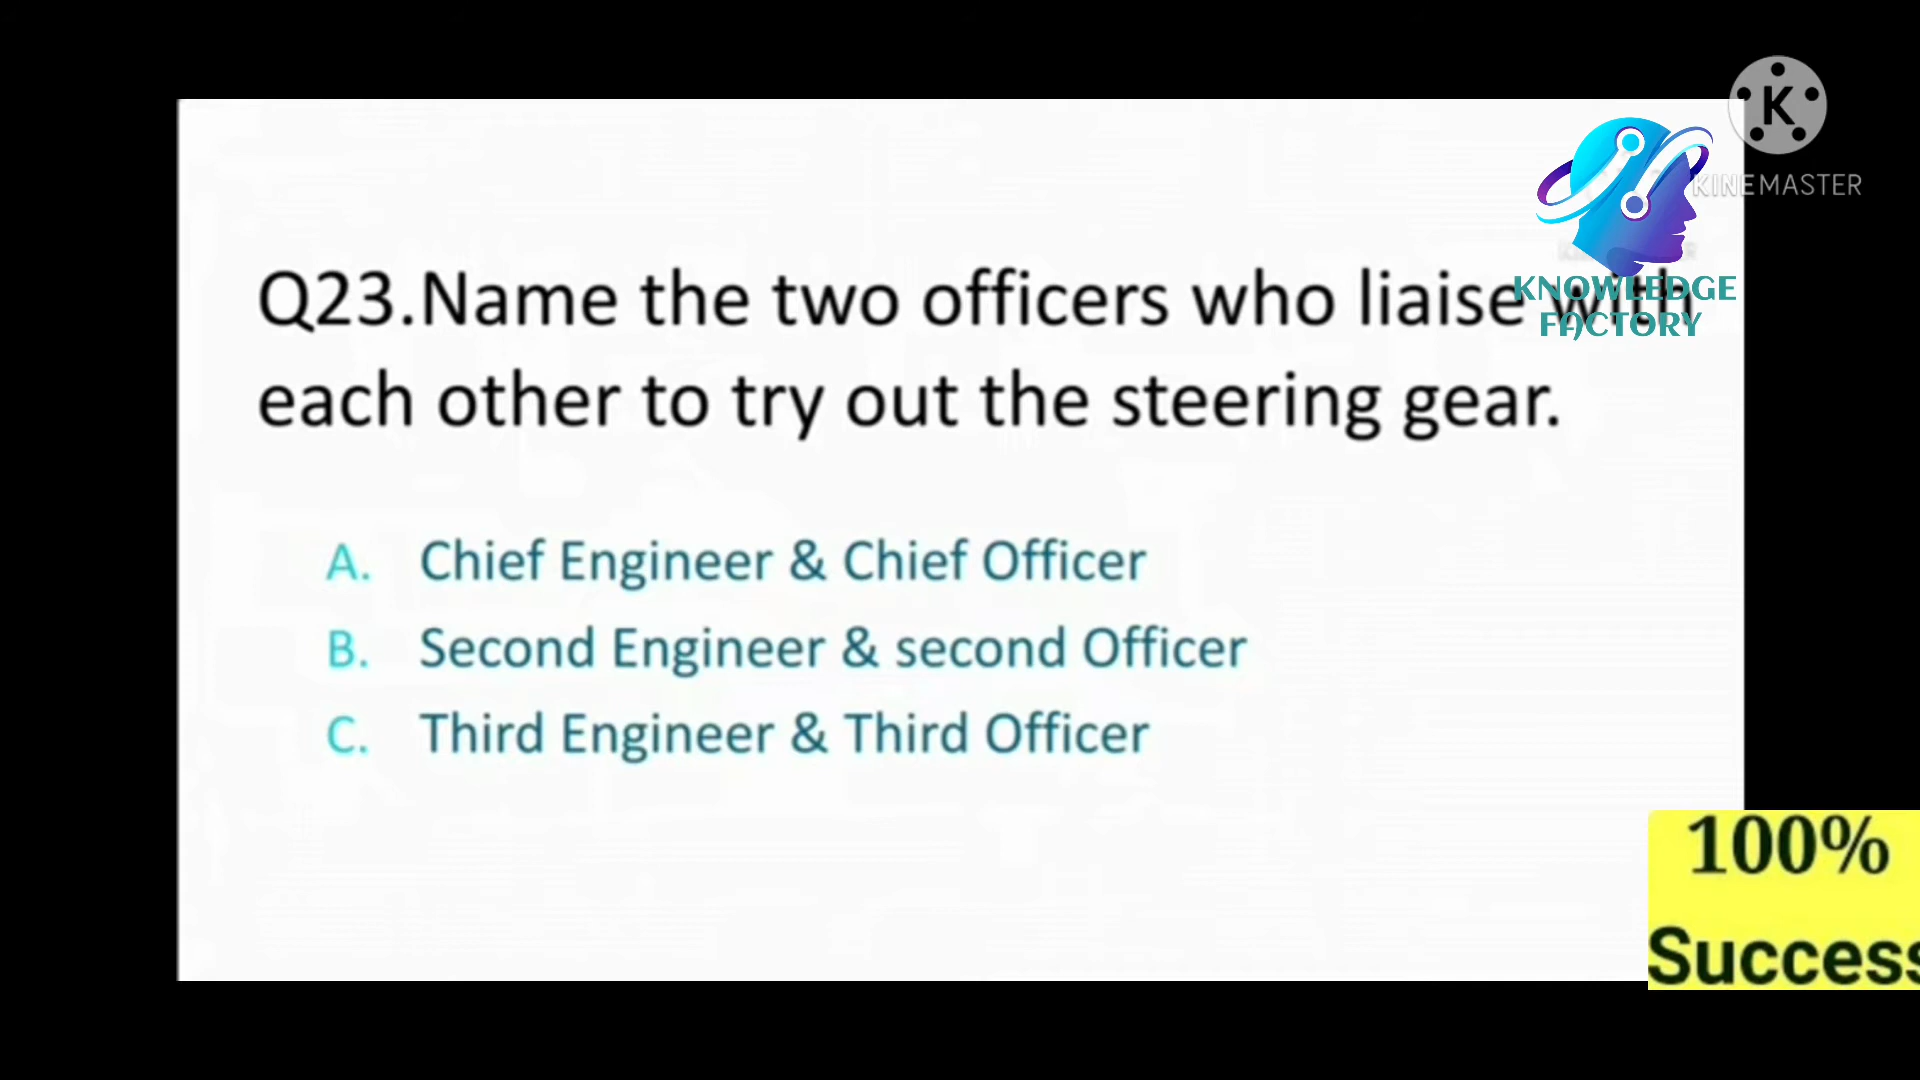 K
KINEMASTER
KNOWLEDGE
FACTORY
Q23.Name the two officers who liaise with
each other to try out the steering gear.
A. Chief Engineer & Chief Officer
B. Second Engineer & second Officer
C. Third Engineer & Third Officer
100%
Success